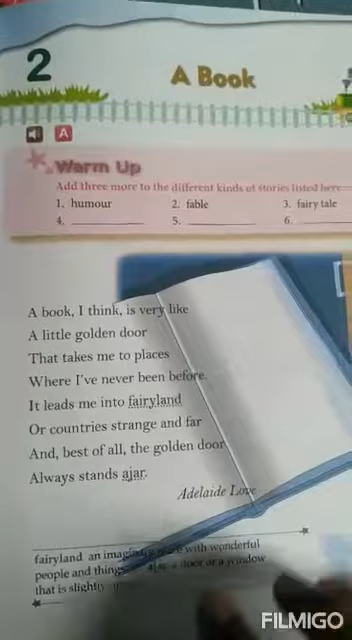 2
A Book
A
Warm Up
Add three more to the different kinds of stories listed here
1. humour 2. fable 3. fairy tale
4. 5. 6.
A book, I think, is very like
A little golden door
That takes me to places
Where I've never been before.
It leads me into fairyland
Or countries strange and far
And, best of all, the golden door
Always stands ajar.
Adelaide Love
fairyland an imaginary place with wonderful
people and things a door or a window
that is slightly
FILMIGO